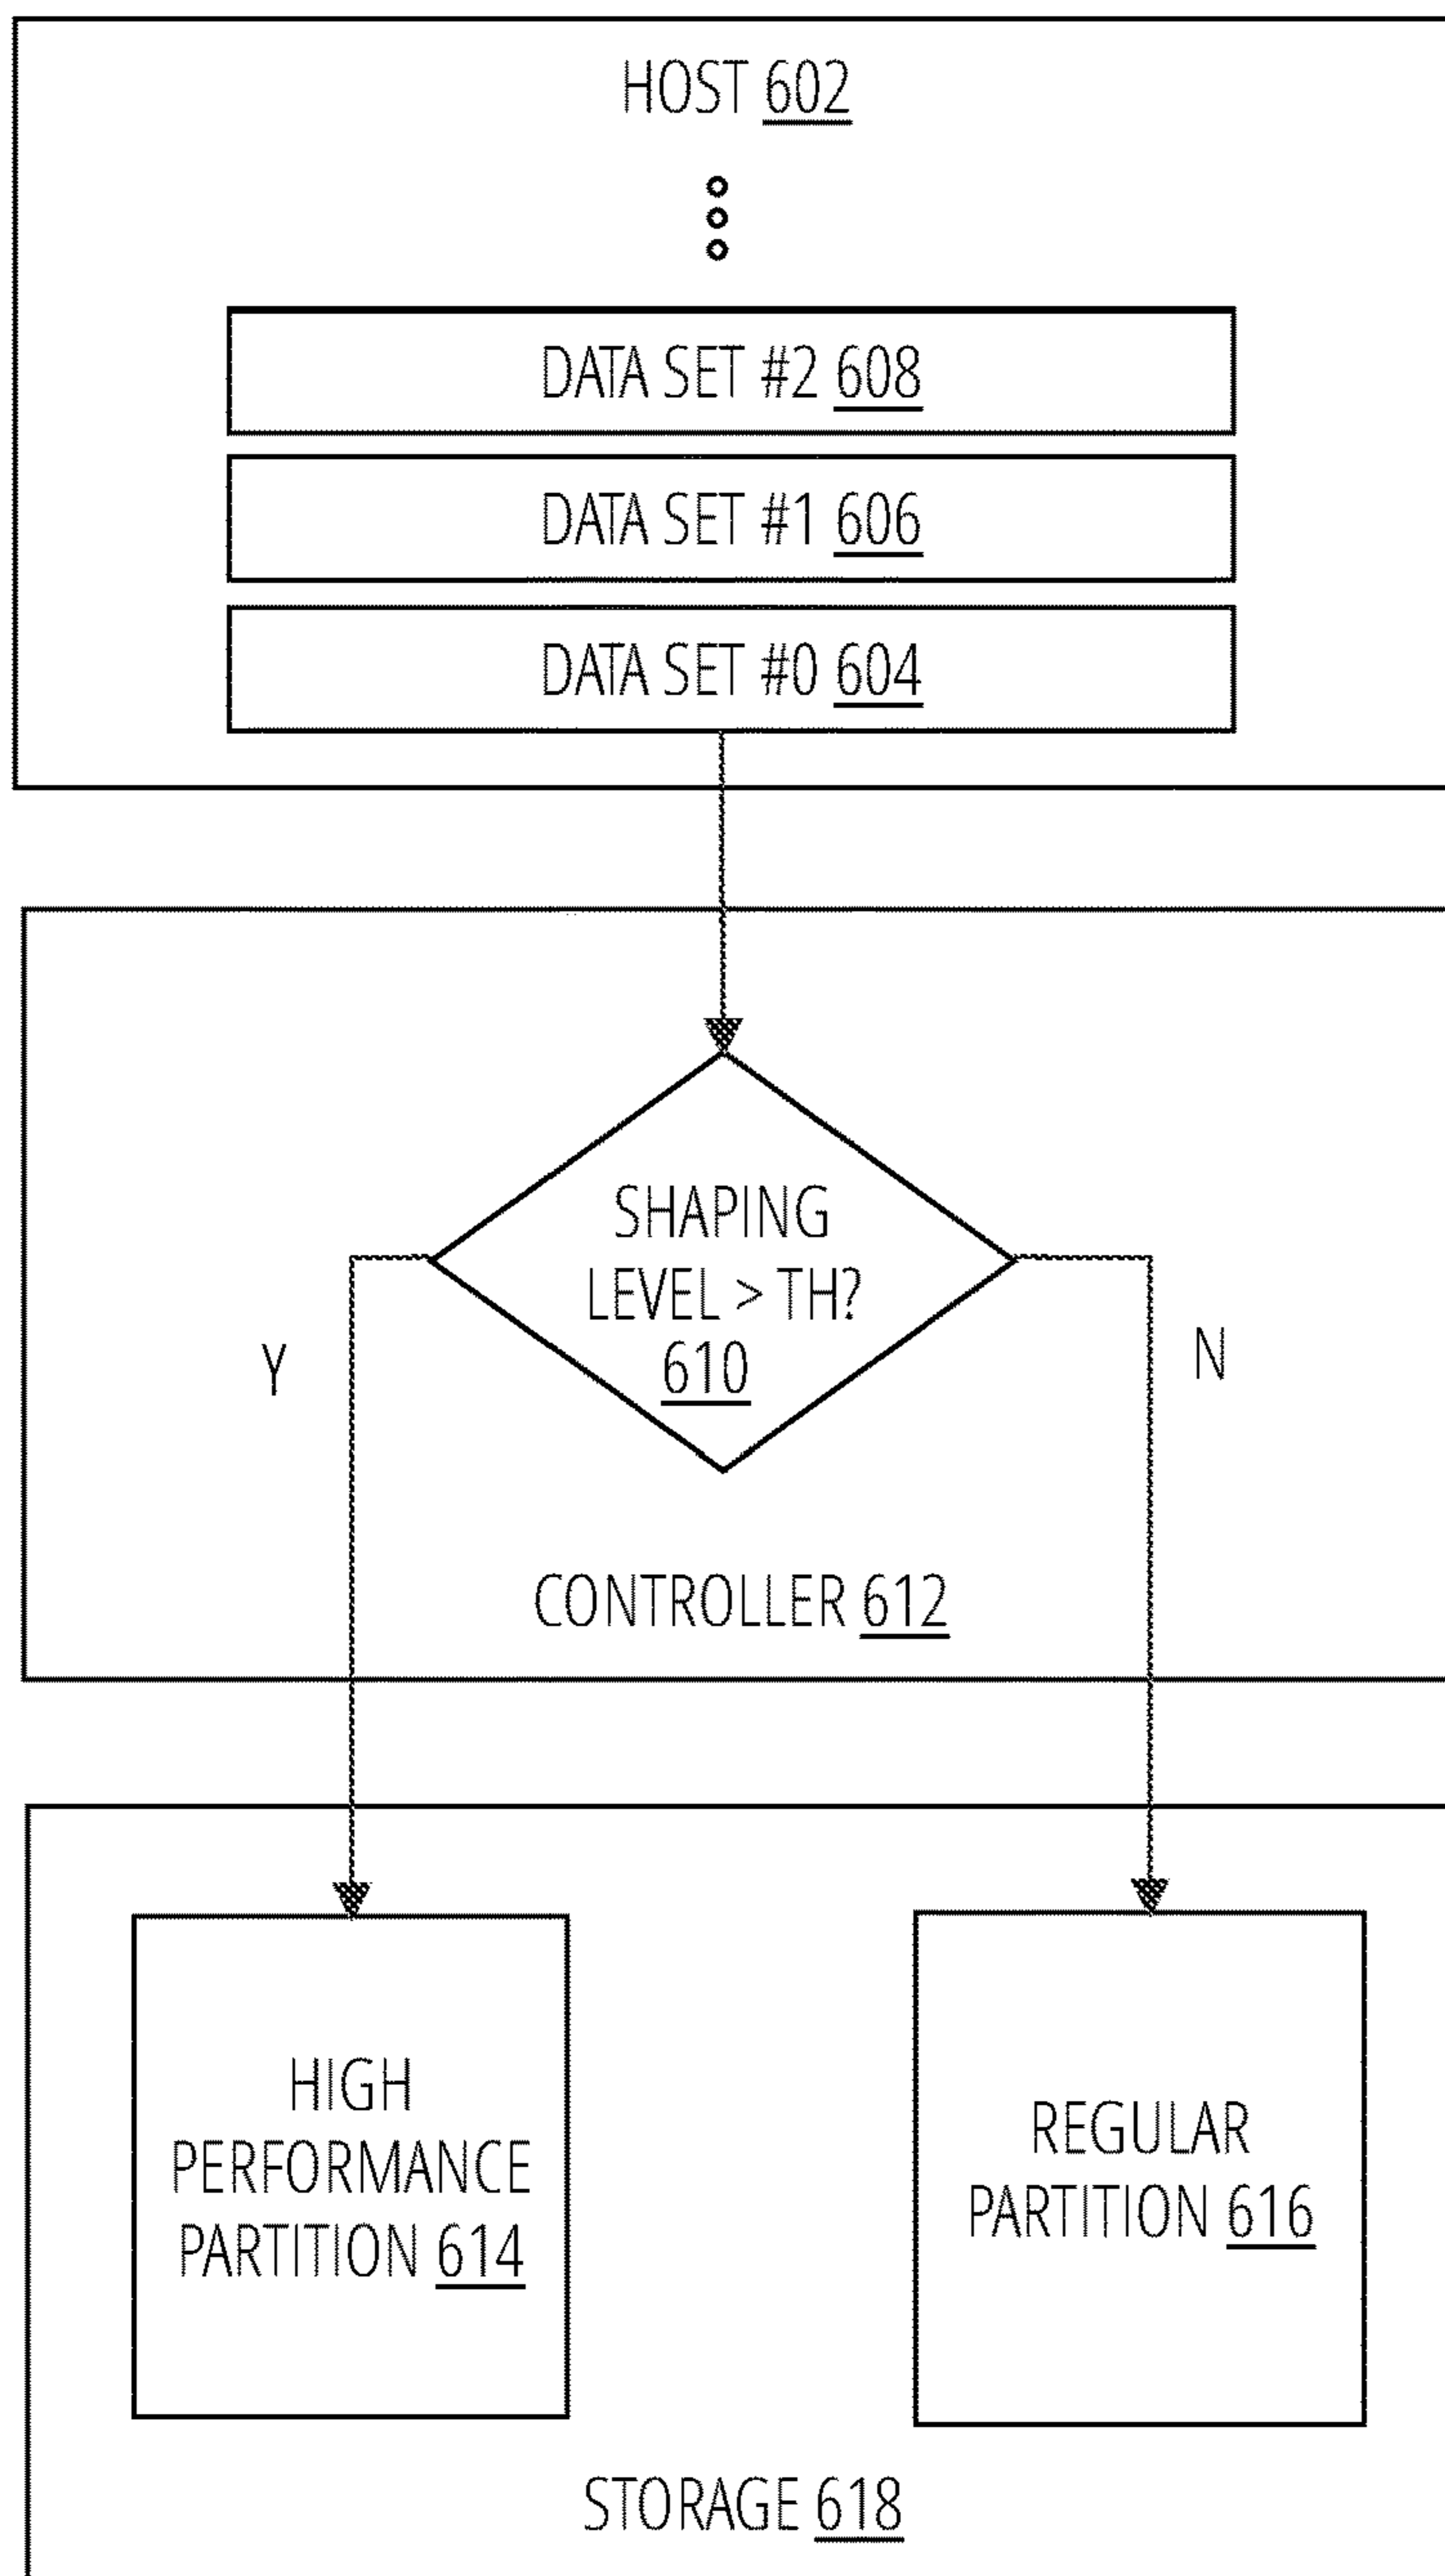 HOST 602
DATA SET #2 608
DATA SET #1 606
DATA SET #0 604
SHAPING
LEVEL > TH?
610
Y
N
CONTROLLER 612
HIGH
PERFORMANCE
PARTITION 614
REGULAR
PARTITION 616
STORAGE 618